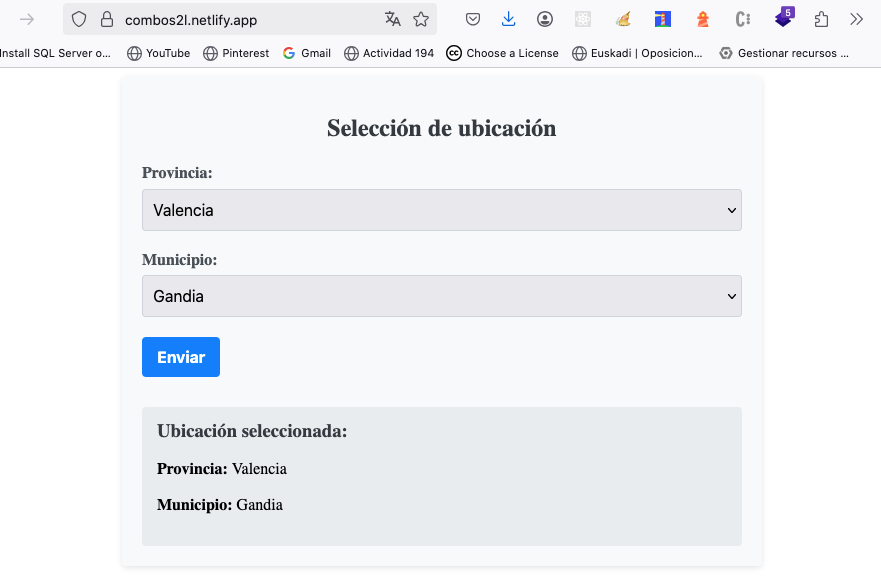 combos2l.netlify.app
5
Install SQL Server o... YouTube Pinterest Gmail Actividad 194 Choose a License Euskadi | Oposicion... Gestionar recursos ...
Selección de ubicación
Provincia:
Valencia
Municipio:
Gandia
Enviar
Ubicación seleccionada:
Provincia: Valencia
Municipio: Gandia